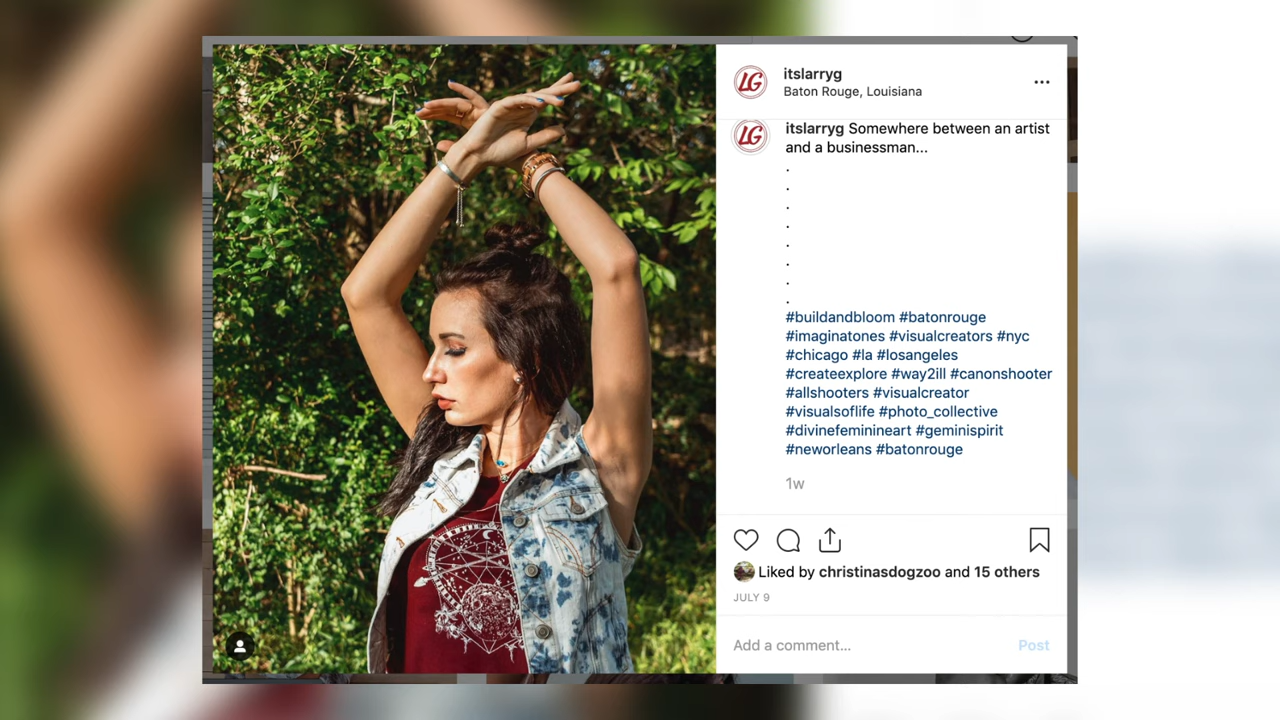 LG
itslarryg
Baton Rouge, Louisiana
LG
itslarryg Somewhere between an artist
and a businessman...
.
.
.
.
.
.
.
.
#buildandbloom #batonrouge
#imaginatones #visualcreators #nyc
#chicago #la #losangeles
#createexplore #way2ill #canonshooter
#allshooters #visualcreator
#visualsoflife #photo_collective
#divinefeminineart #geminispirit
#neworleans #batonrouge
1w
Liked by christinasdogzoo and 15 others
JULY 9
Add a comment... Post